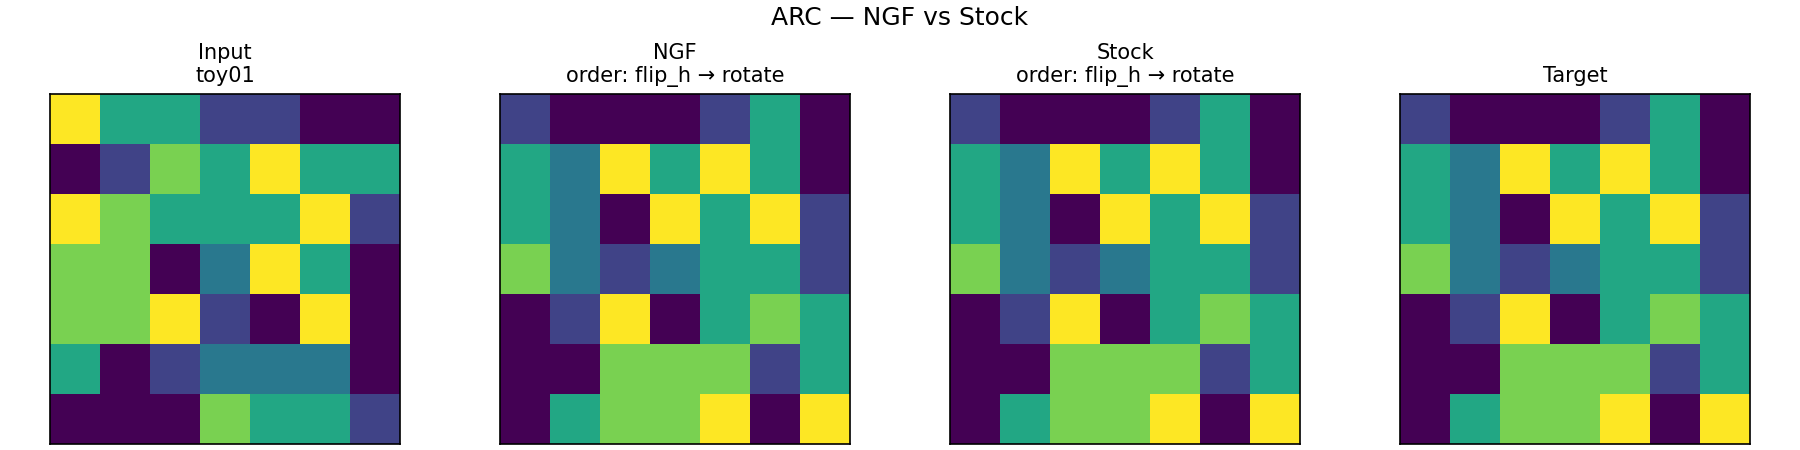 ARC — NGF vs Stock
Input
toy01
NGF
order: flip_h → rotate
Stock
order: flip_h → rotate
Target